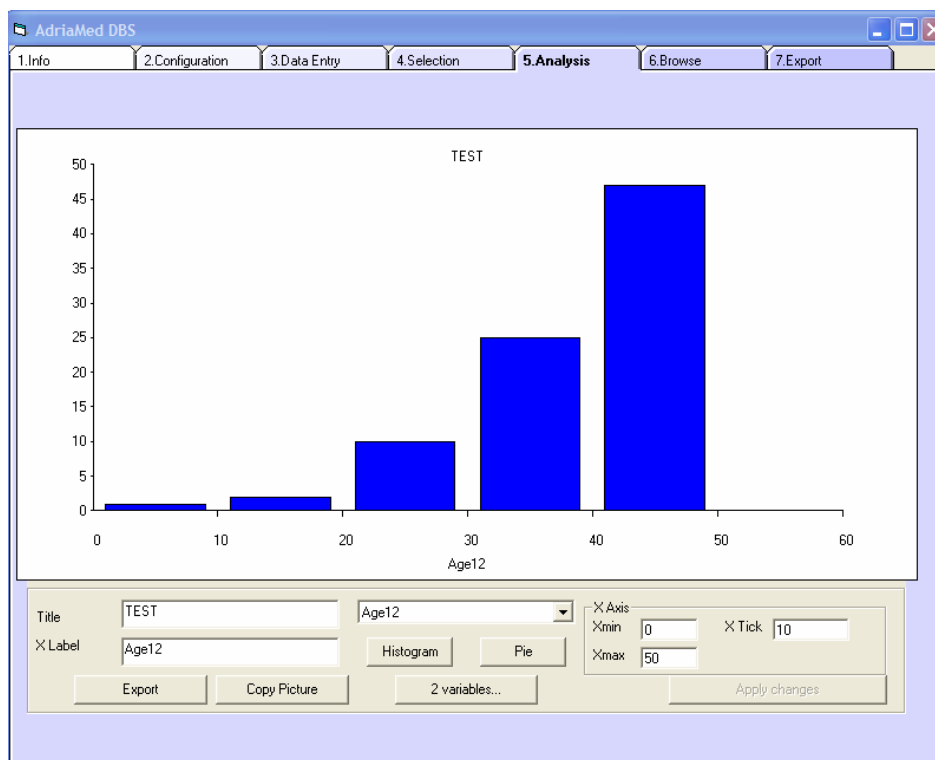 AdriaMed DBS
1.Info 2.Configuration 3.Data Entry 4.Selection 5.Analysis 6.Browse 7.Export
TEST
50
45
40
35
30
25
20
15
10
5
0
0 10 20 30 40 50 60
Age12
Title TEST Age12
X Label Age12 Histogram Pie
X Axis
Xmin 0 X Tick 10
Xmax 50
Export Copy Picture 2 variables... Apply changes